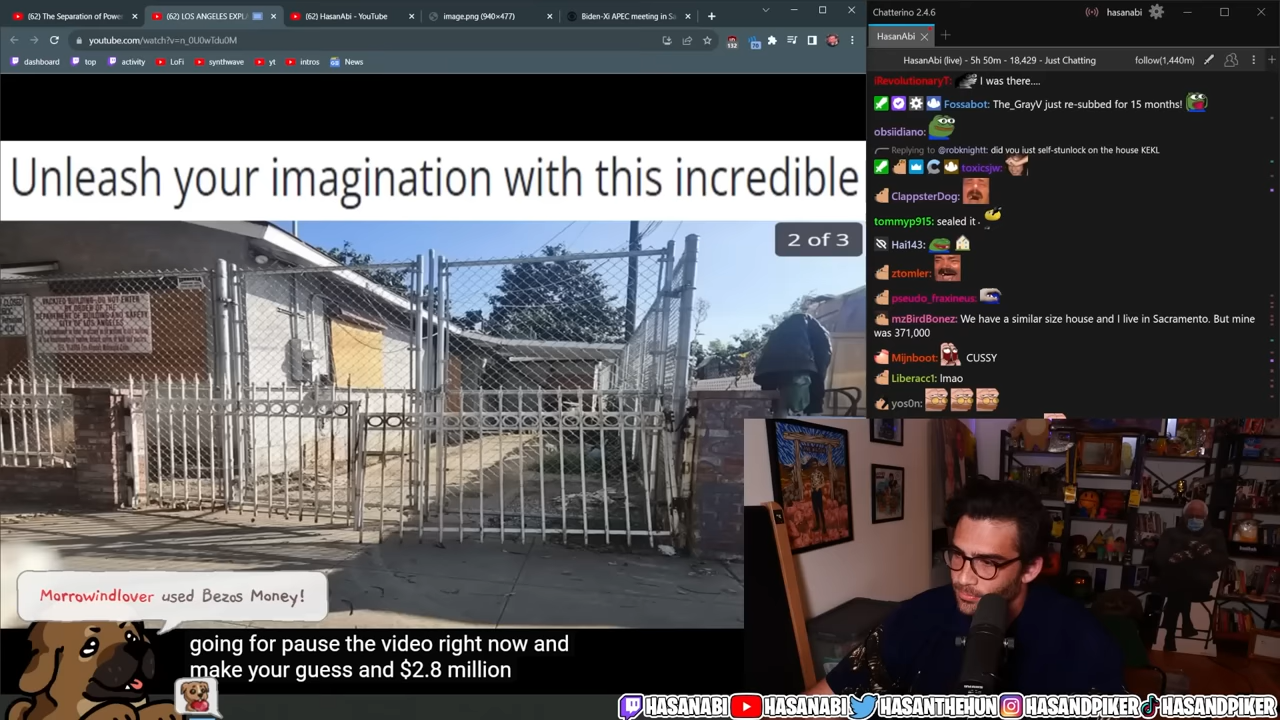 (62) The Separation of Power
(62) LOS ANGELES EXPL
(62) HasanAbi - YouTube
image.png (940×477)
Biden-Xi APEC meeting in Sa
youtube.com/watch?v=n_0U0wTdu0M
132
dashboard
top
activity
LoFi
synthwave
yt
intros
News
Unleash your imagination with this incredible
2 of 3
Morrowindlover used Bezos Money!
going for pause the video right now and
make your guess and $2.8 million
Chatterino 2.4.6
hasanabi
HasanAbi
HasanAbi (live) - 5h 50m - 18,429 - Just Chatting
follow(1,440m)
iRevolutionaryT: I was there....
Fossabot: The_GrayV just re-subbed for 15 months!
obsiidiano:
Replying to @robknightt: did you just self-stunlock on the house KEKL
toxicsjw:
ClappsterDog:
tommyp915: sealed it
Hai143:
ztomler:
pseudo_fraxineus:
mzBirdBonez: We have a similar size house and I live in Sacramento. But mine
was 371,000
Mijnboot: CUSSY
Liberacc1: lmao
yos0n:
HASANABI
HASANABI
HASANTHEHUN
HASANDPIKER
HASANDPIKER